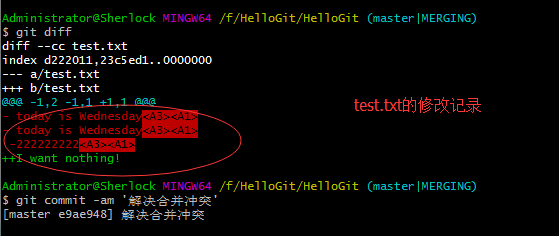 Administrator@Sherlock MINGW64 /f/HelloGit/HelloGit (master|MERGING)
$ git diff
diff --cc test.txt
index d222011,23c5ed1..0000000
--- a/test.txt
+++ b/test.txt
@@@ -1,2 -1,1 +1,1 @@@
- today is Wednesday<A3><A1>
- today is Wednesday<A3><A1>
 -222222222<A3><A1>
++I want nothing!
test.txt的修改记录
Administrator@Sherlock MINGW64 /f/HelloGit/HelloGit (master|MERGING)
$ git commit -am '解决合并冲突'
[master e9ae948] 解决合并冲突